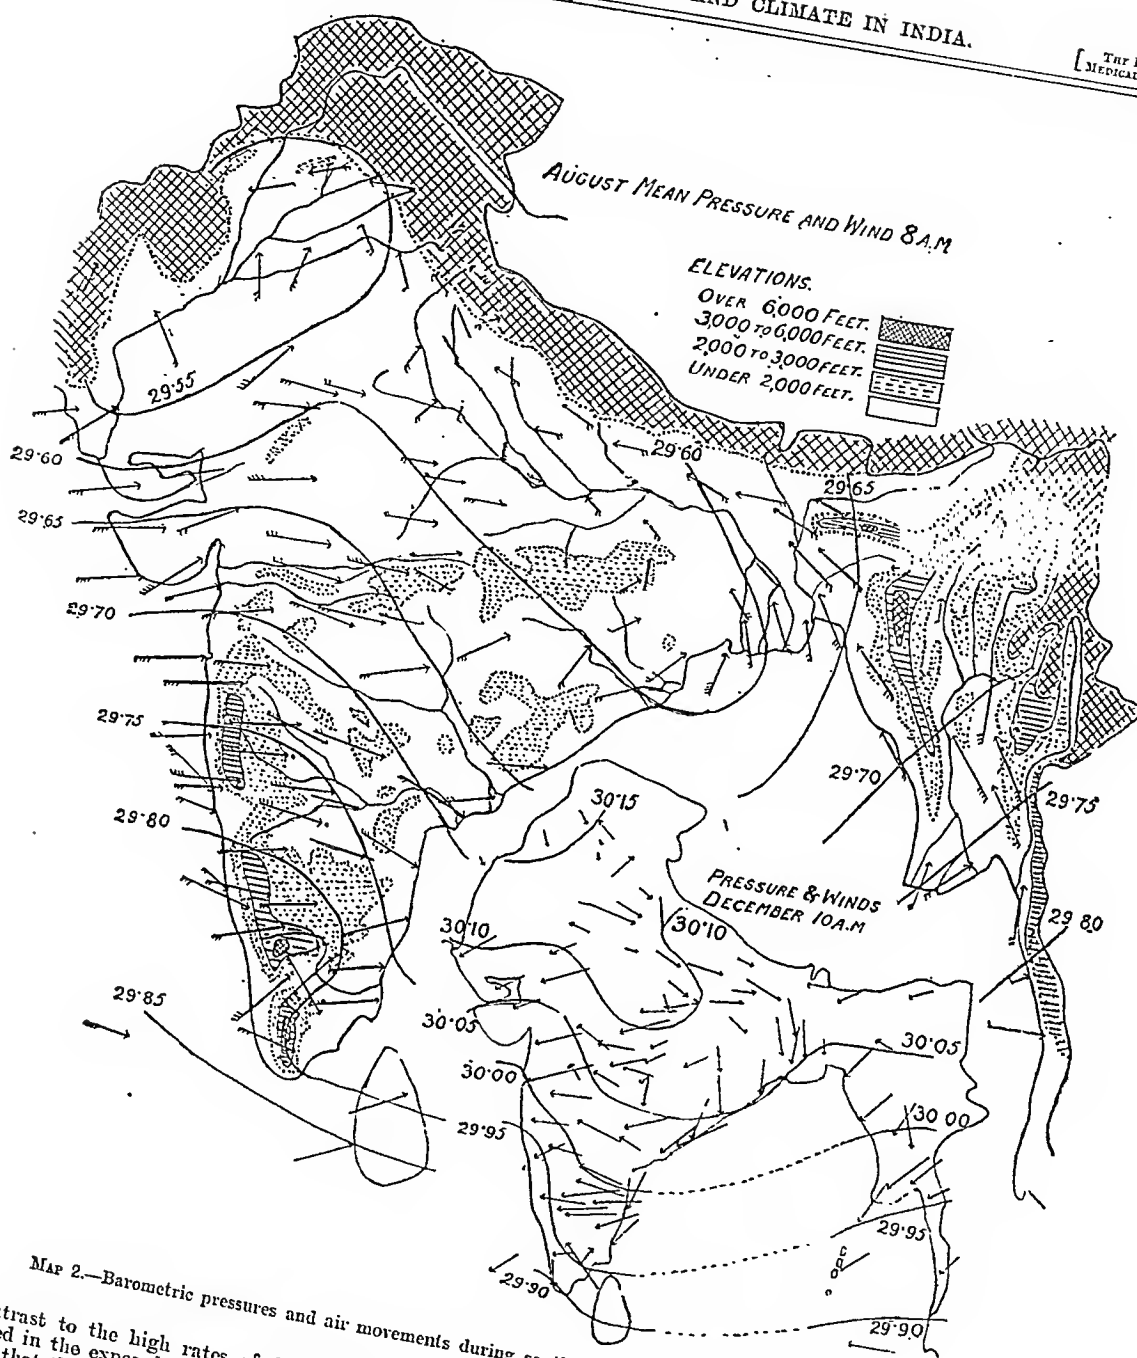 AND CLIMATE IN INDIA.
[THE
MEDICAL
AUGUST MEAN PRESSURE AND WIND 8 A.M
ELEVATIONS.
OVER 6,000 FEET.
3,000 TO 6,000 FEET.
2,000 TO 3,000 FEET.
UNDER 2,000 FEET.
29·55
29·60
29·60
29·65
29·65
29·70
29·75
29·70
29·75
29·80
30·15
PRESSURE & WINDS
DECEMBER 10 A.M
30·10
30·10
29 80
29·85
30·05
30·05
30·00
30 00
29·95
29·95
29·90
29·90
MAP 2.—Barometric pressures and air movements during
trast to the high rates of
ed in the
that